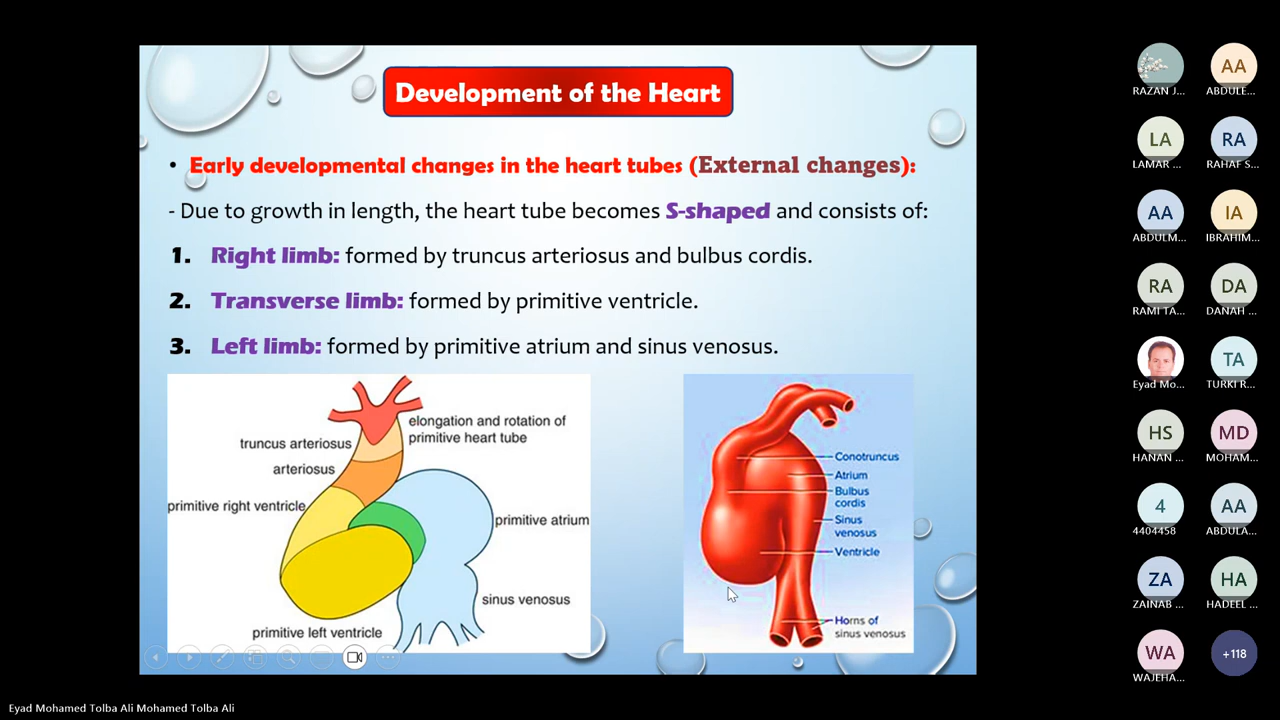 Development of the Heart
• Early developmental changes in the heart tubes (External changes):
- Due to growth in length, the heart tube becomes S-shaped and consists of:
1. Right limb: formed by truncus arteriosus and bulbus cordis.
2. Transverse limb: formed by primitive ventricle.
3. Left limb: formed by primitive atrium and sinus venosus.
elongation and rotation of
primitive heart tube
truncus arteriosus
arteriosus
primitive right ventricle
primitive atrium
sinus venosus
primitive left ventricle
Conotruncus
Atrium
Bulbus
cordis
Sinus
venosus
Ventricle
Horns of
sinus venosus
RAZAN J...
AA
ABDULE...
LA
LAMAR ...
RA
RAHAF S...
AA
ABDULM...
IA
IBRAHIM...
RA
RAMI TA...
DA
DANAH ...
Eyad Mo...
TA
TURKI R...
HS
HANAN ...
MD
MOHAM...
4
4404458
AA
ABDULA...
ZA
ZAINAB ...
HA
HADEEL ...
WA
WAJEHA...
+118
Eyad Mohamed Tolba Ali Mohamed Tolba Ali